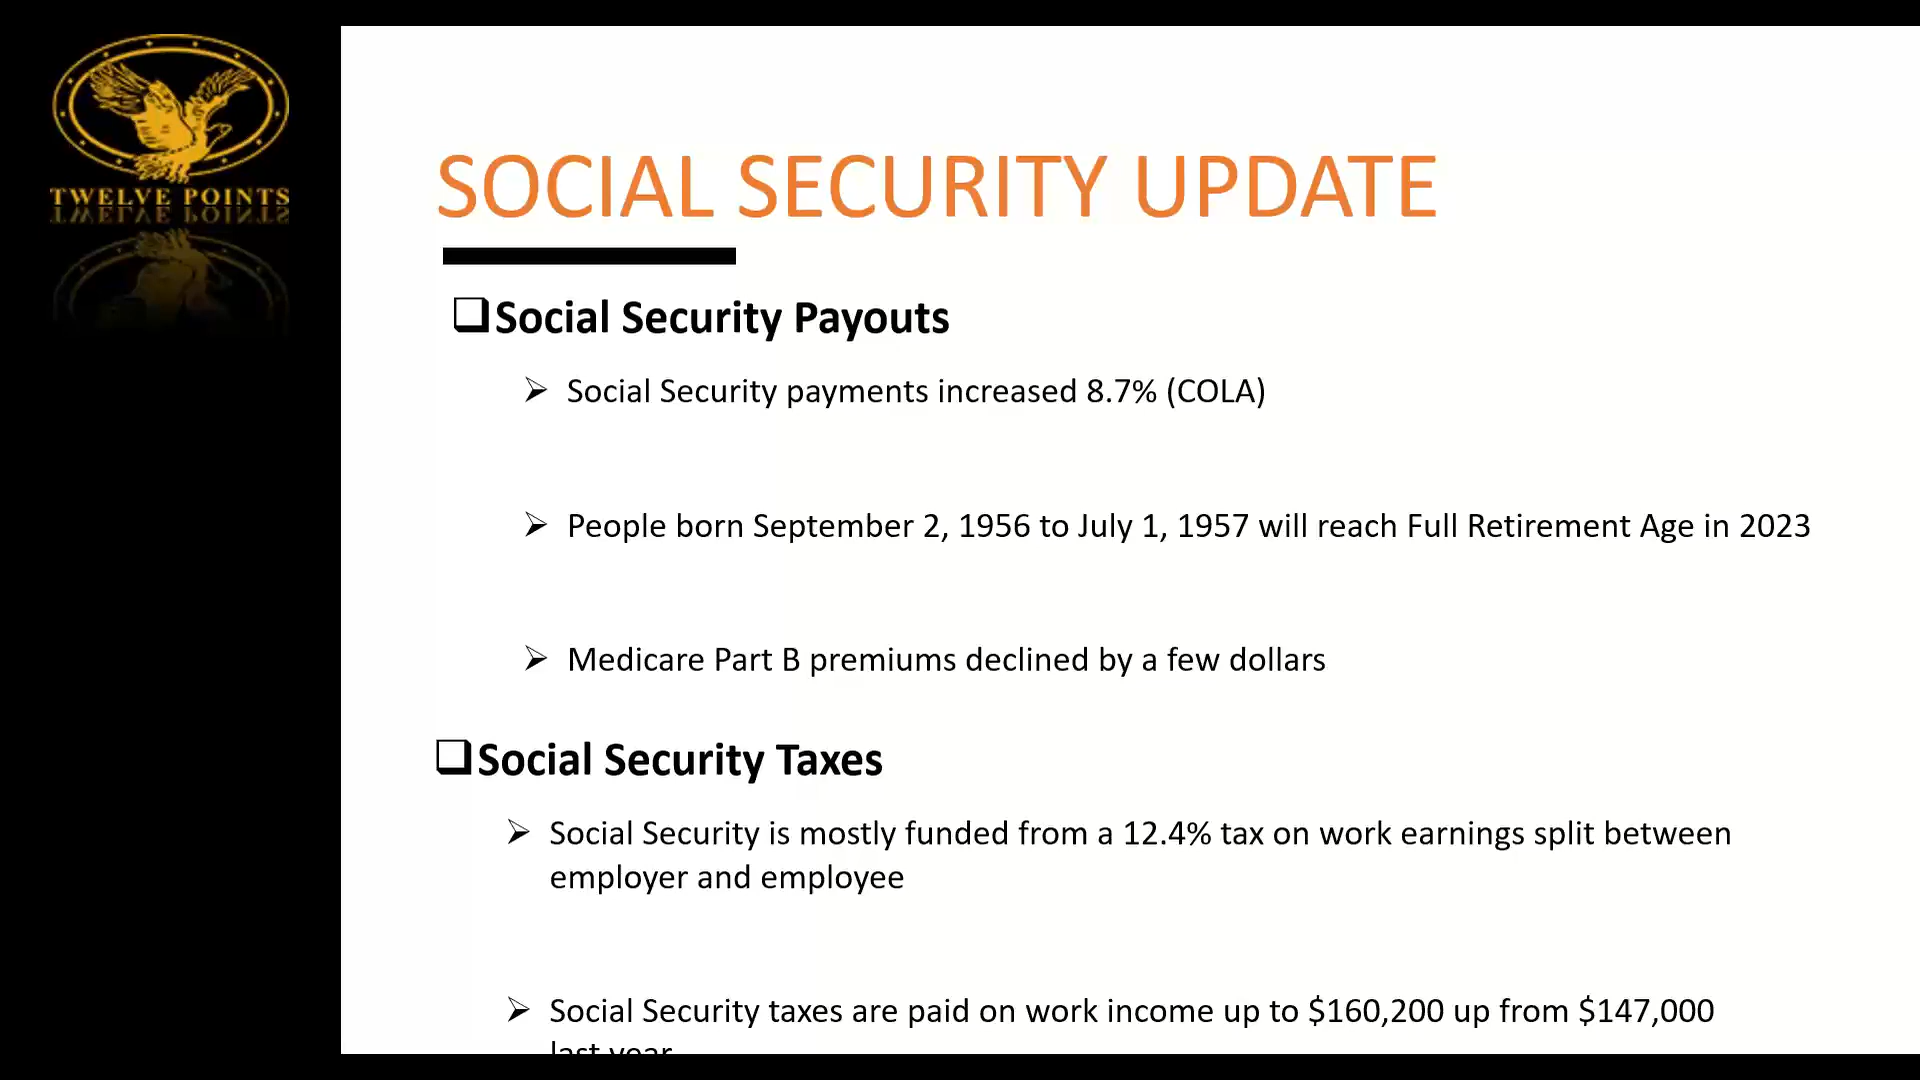 TWELVE POINTS
SOCIAL SECURITY UPDATE
Social Security Payouts
Social Security payments increased 8.7% (COLA)
People born September 2, 1956 to July 1, 1957 will reach Full Retirement Age in 2023
Medicare Part B premiums declined by a few dollars
Social Security Taxes
Social Security is mostly funded from a 12.4% tax on work earnings split between
employer and employee
Social Security taxes are paid on work income up to $160,200 up from $147,000
last year